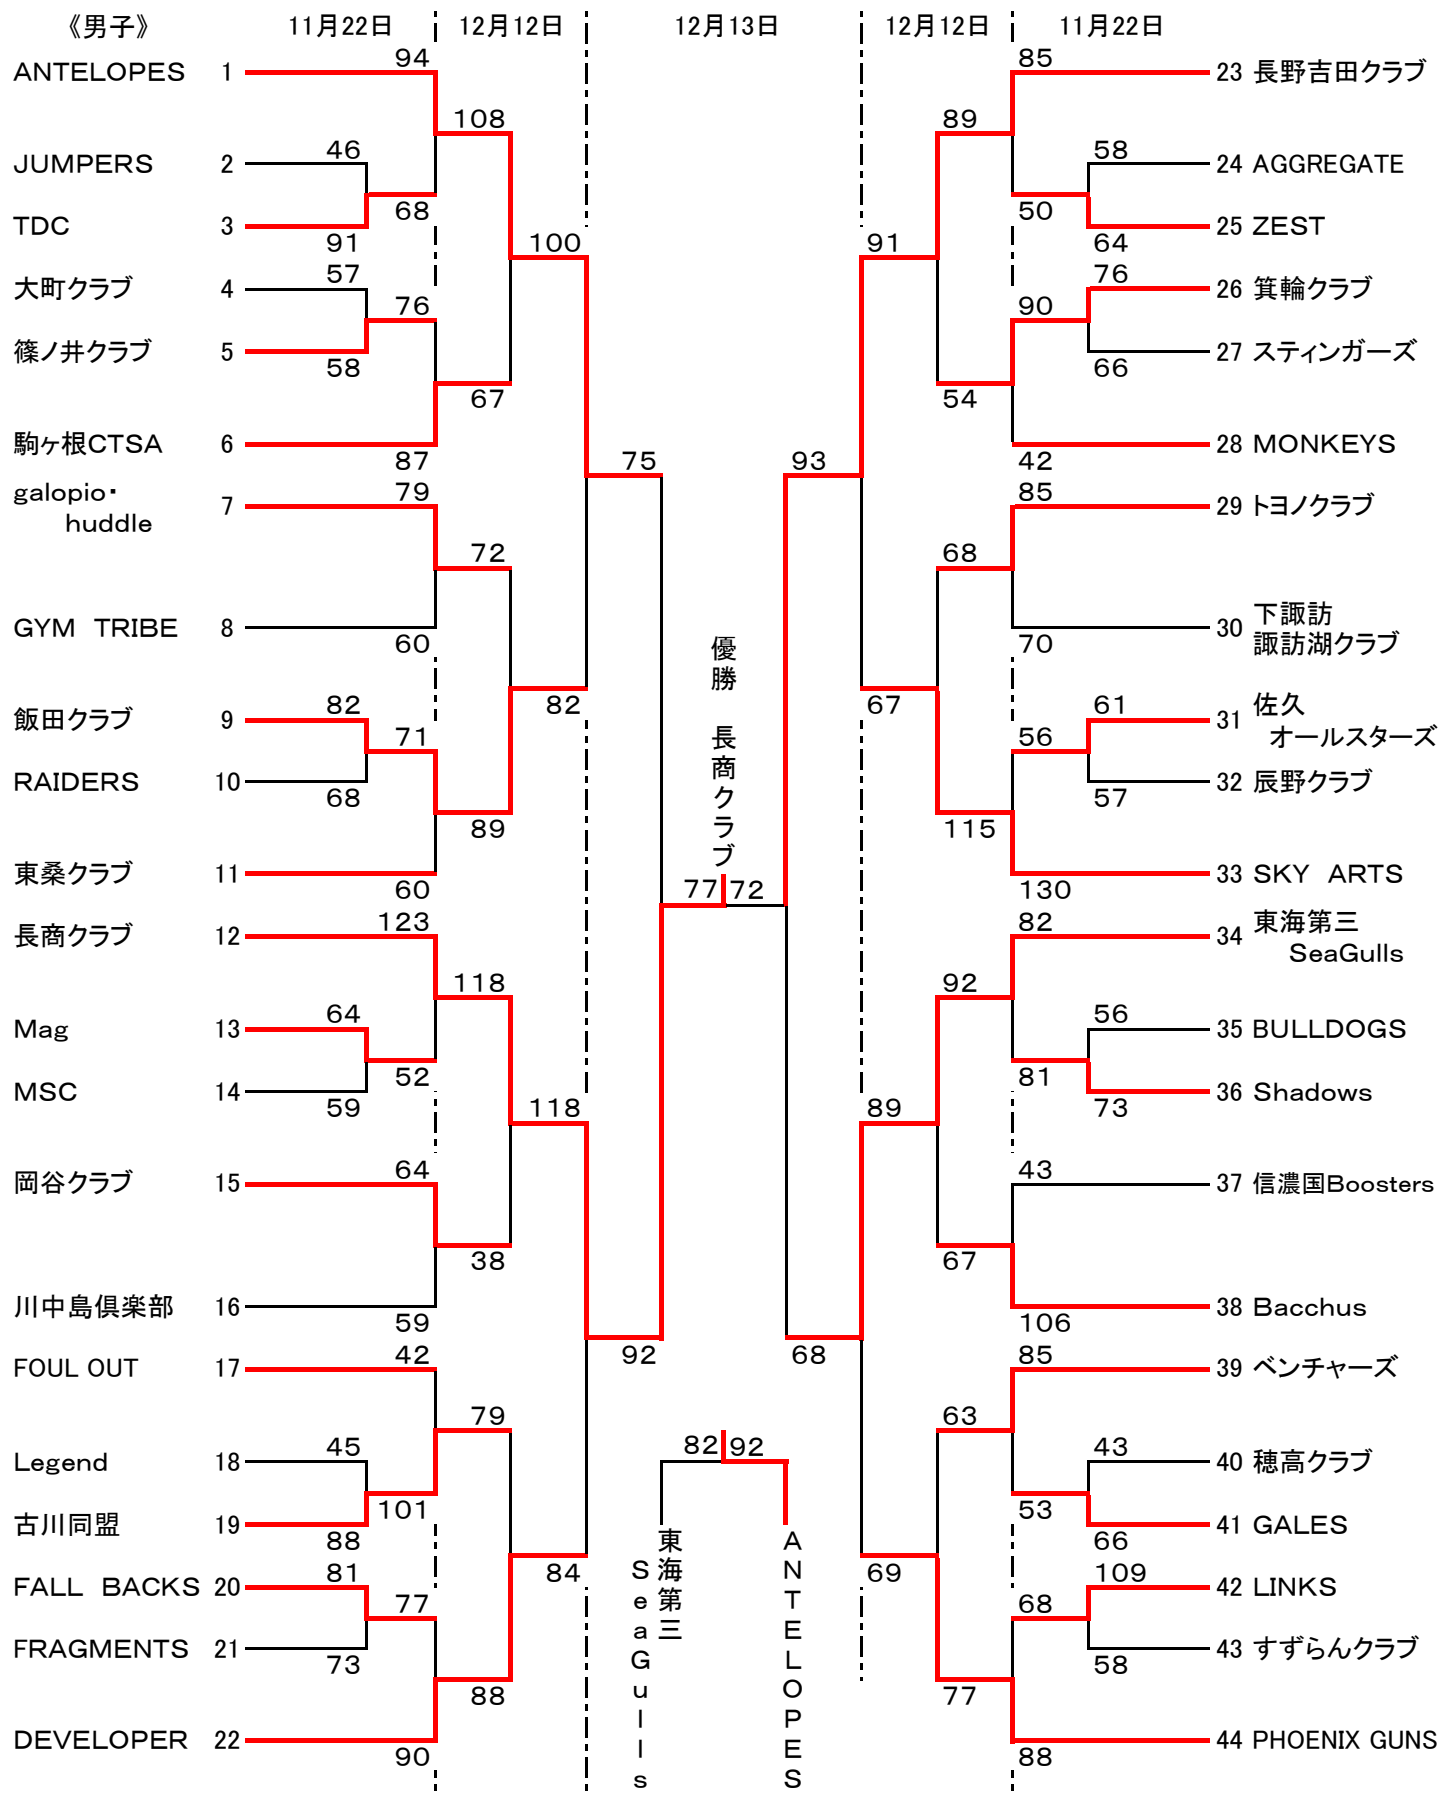 《男子》 11月22日 12月12日 12月13日 12月12日 11月22日
94 85
ANTELOPES 1 23 長野吉田クラブ
108 89
46 58
JUMPERS 2 24 AGGREGATE
68 50
TDC 3 25 ZEST
91 100 91 64
57 76
大町クラブ 4 26 箕輪クラブ
76 90
篠ノ井クラブ 5 27 スティンガーズ
58 66
67 54
駒ヶ根CTSA 6 28 MONKEYS
87 75 93 42
galopio・
huddle 7 79 85 29 トヨノクラブ
72 68
GYM TRIBE 8 30 下諏訪
諏訪湖クラブ
60 70
優勝 長商クラブ
82 67
82 61
飯田クラブ 9 31 佐久
オールスターズ
71 56
RAIDERS 10 32 辰野クラブ
68 57
89 115
東桑クラブ 11 33 SKY ARTS
60 77 72 130
123 82
長商クラブ 12 34 東海第三
SeaGulls
118 92
64 56
Mag 13 35 BULLDOGS
52 81
MSC 14 36 Shadows
59 118 89 73
64 43
岡谷クラブ 15 37 信濃国Boosters
38 67
川中島倶楽部 16 38 Bacchus
59 106
92 68
42 85
FOUL OUT 17 39 ベンチャーズ
79 63
45 82 92 43
Legend 18 40 穂高クラブ
101 53
古川同盟 19 41 GALES
88 66
東海第三
SeaGulls
ANTELOPES
84 69
81 109
FALL BACKS 20 42 LINKS
77 68
FRAGMENTS 21 43 すずらんクラブ
73 58
88 77
DEVELOPER 22 44 PHOENIX GUNS
90 88